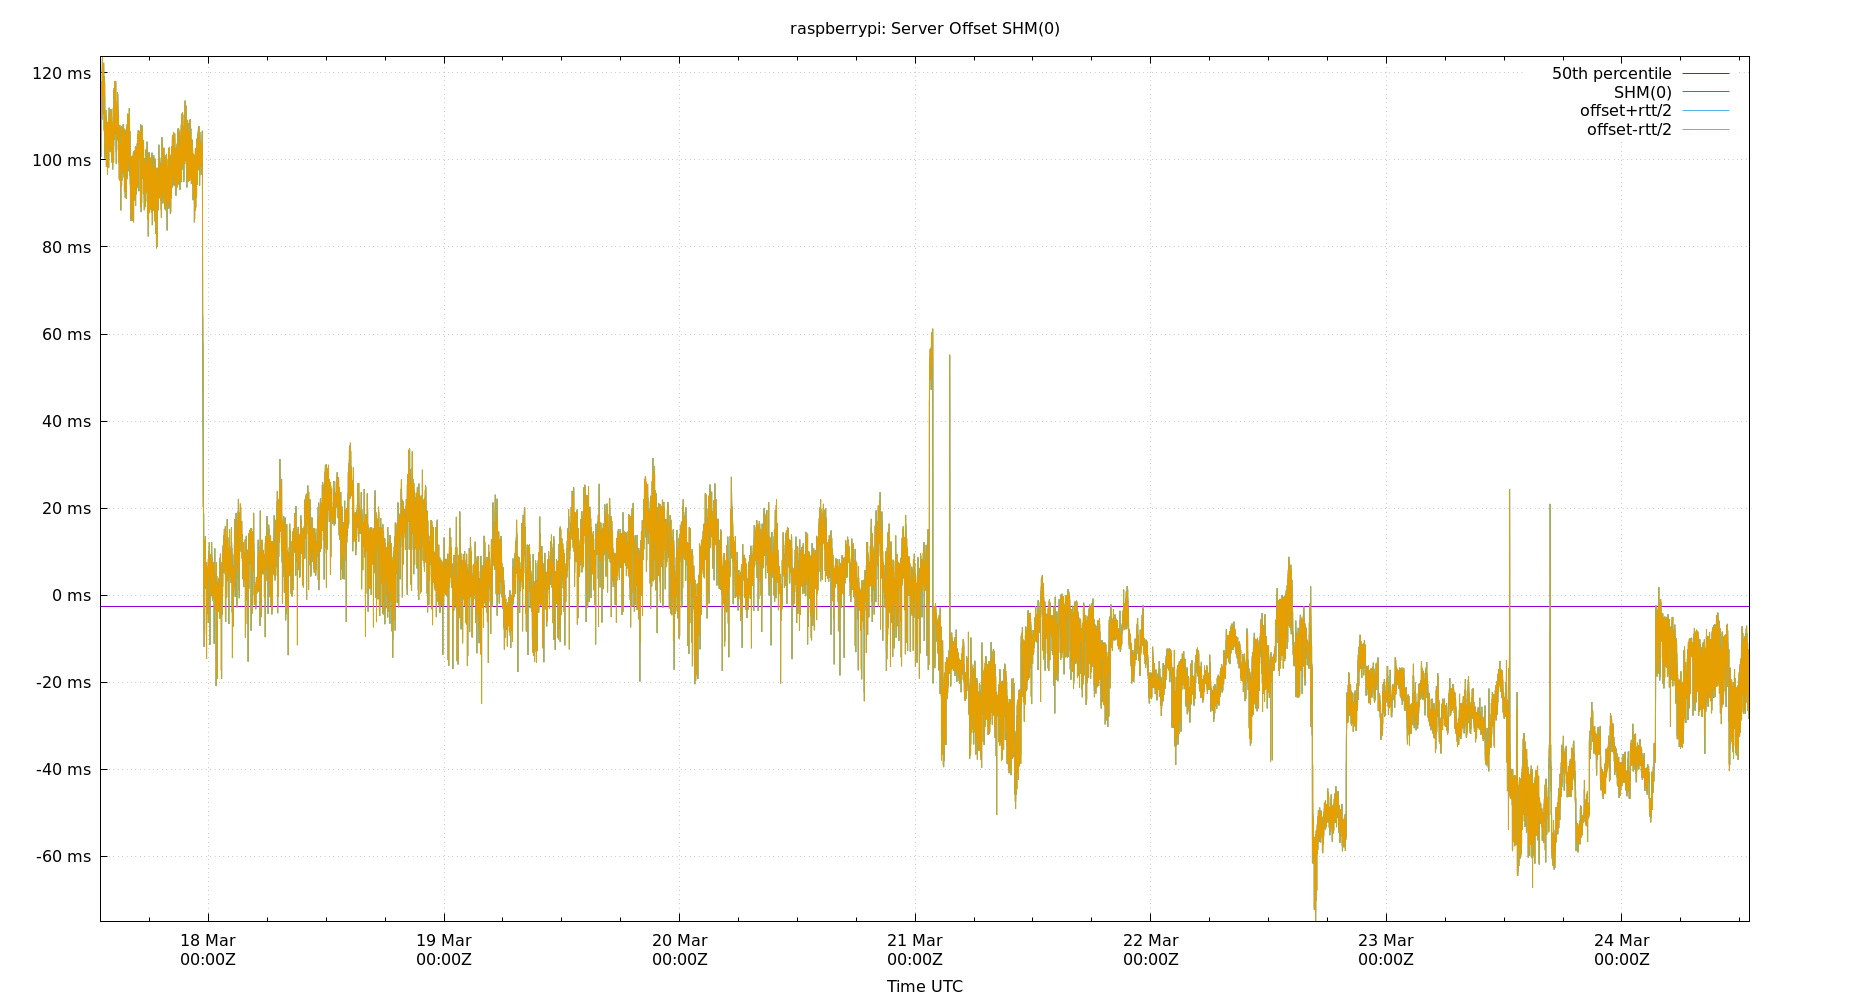 raspberrypi: Server Offset SHM(0)
120 ms
100 ms
80 ms
60 ms
40 ms
20 ms
0 ms
-20 ms
-40 ms
-60 ms
50th percentile
SHM(0)
offset+rtt/2
offset-rtt/2
18 Mar
00:00Z
19 Mar
00:00Z
20 Mar
00:00Z
21 Mar
00:00Z
22 Mar
00:00Z
23 Mar
00:00Z
24 Mar
00:00Z
Time UTC